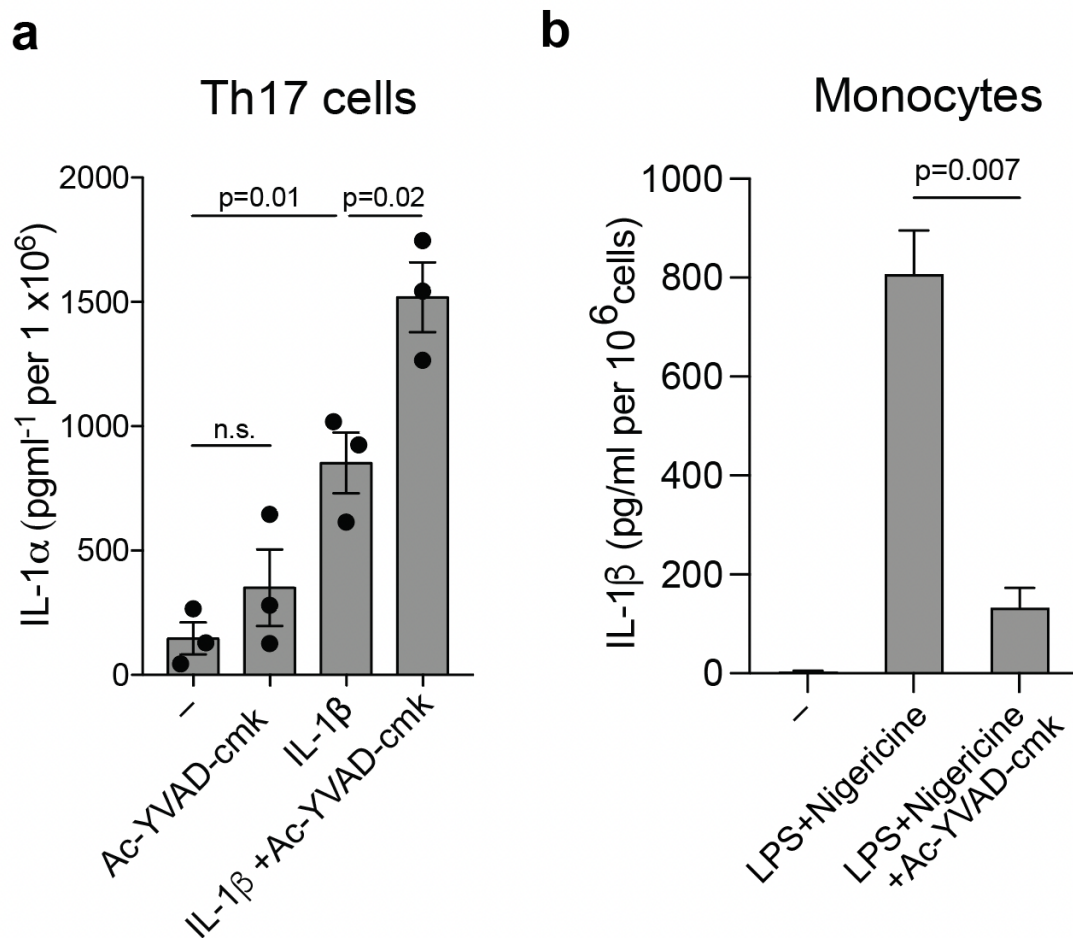 a
Th17 cells
IL-1α (pgml⁻¹ per 1 x10⁶)
2000
1500
1000
500
0
p=0.01
p=0.02
n.s.
–
Ac-YVAD-cmk
IL-1β
IL-1β +Ac-YVAD-cmk
b
Monocytes
IL-1β (pg/ml per 10⁶cells)
1000
800
600
400
200
0
p=0.007
–
LPS+Nigericine
LPS+Nigericine
+Ac-YVAD-cmk